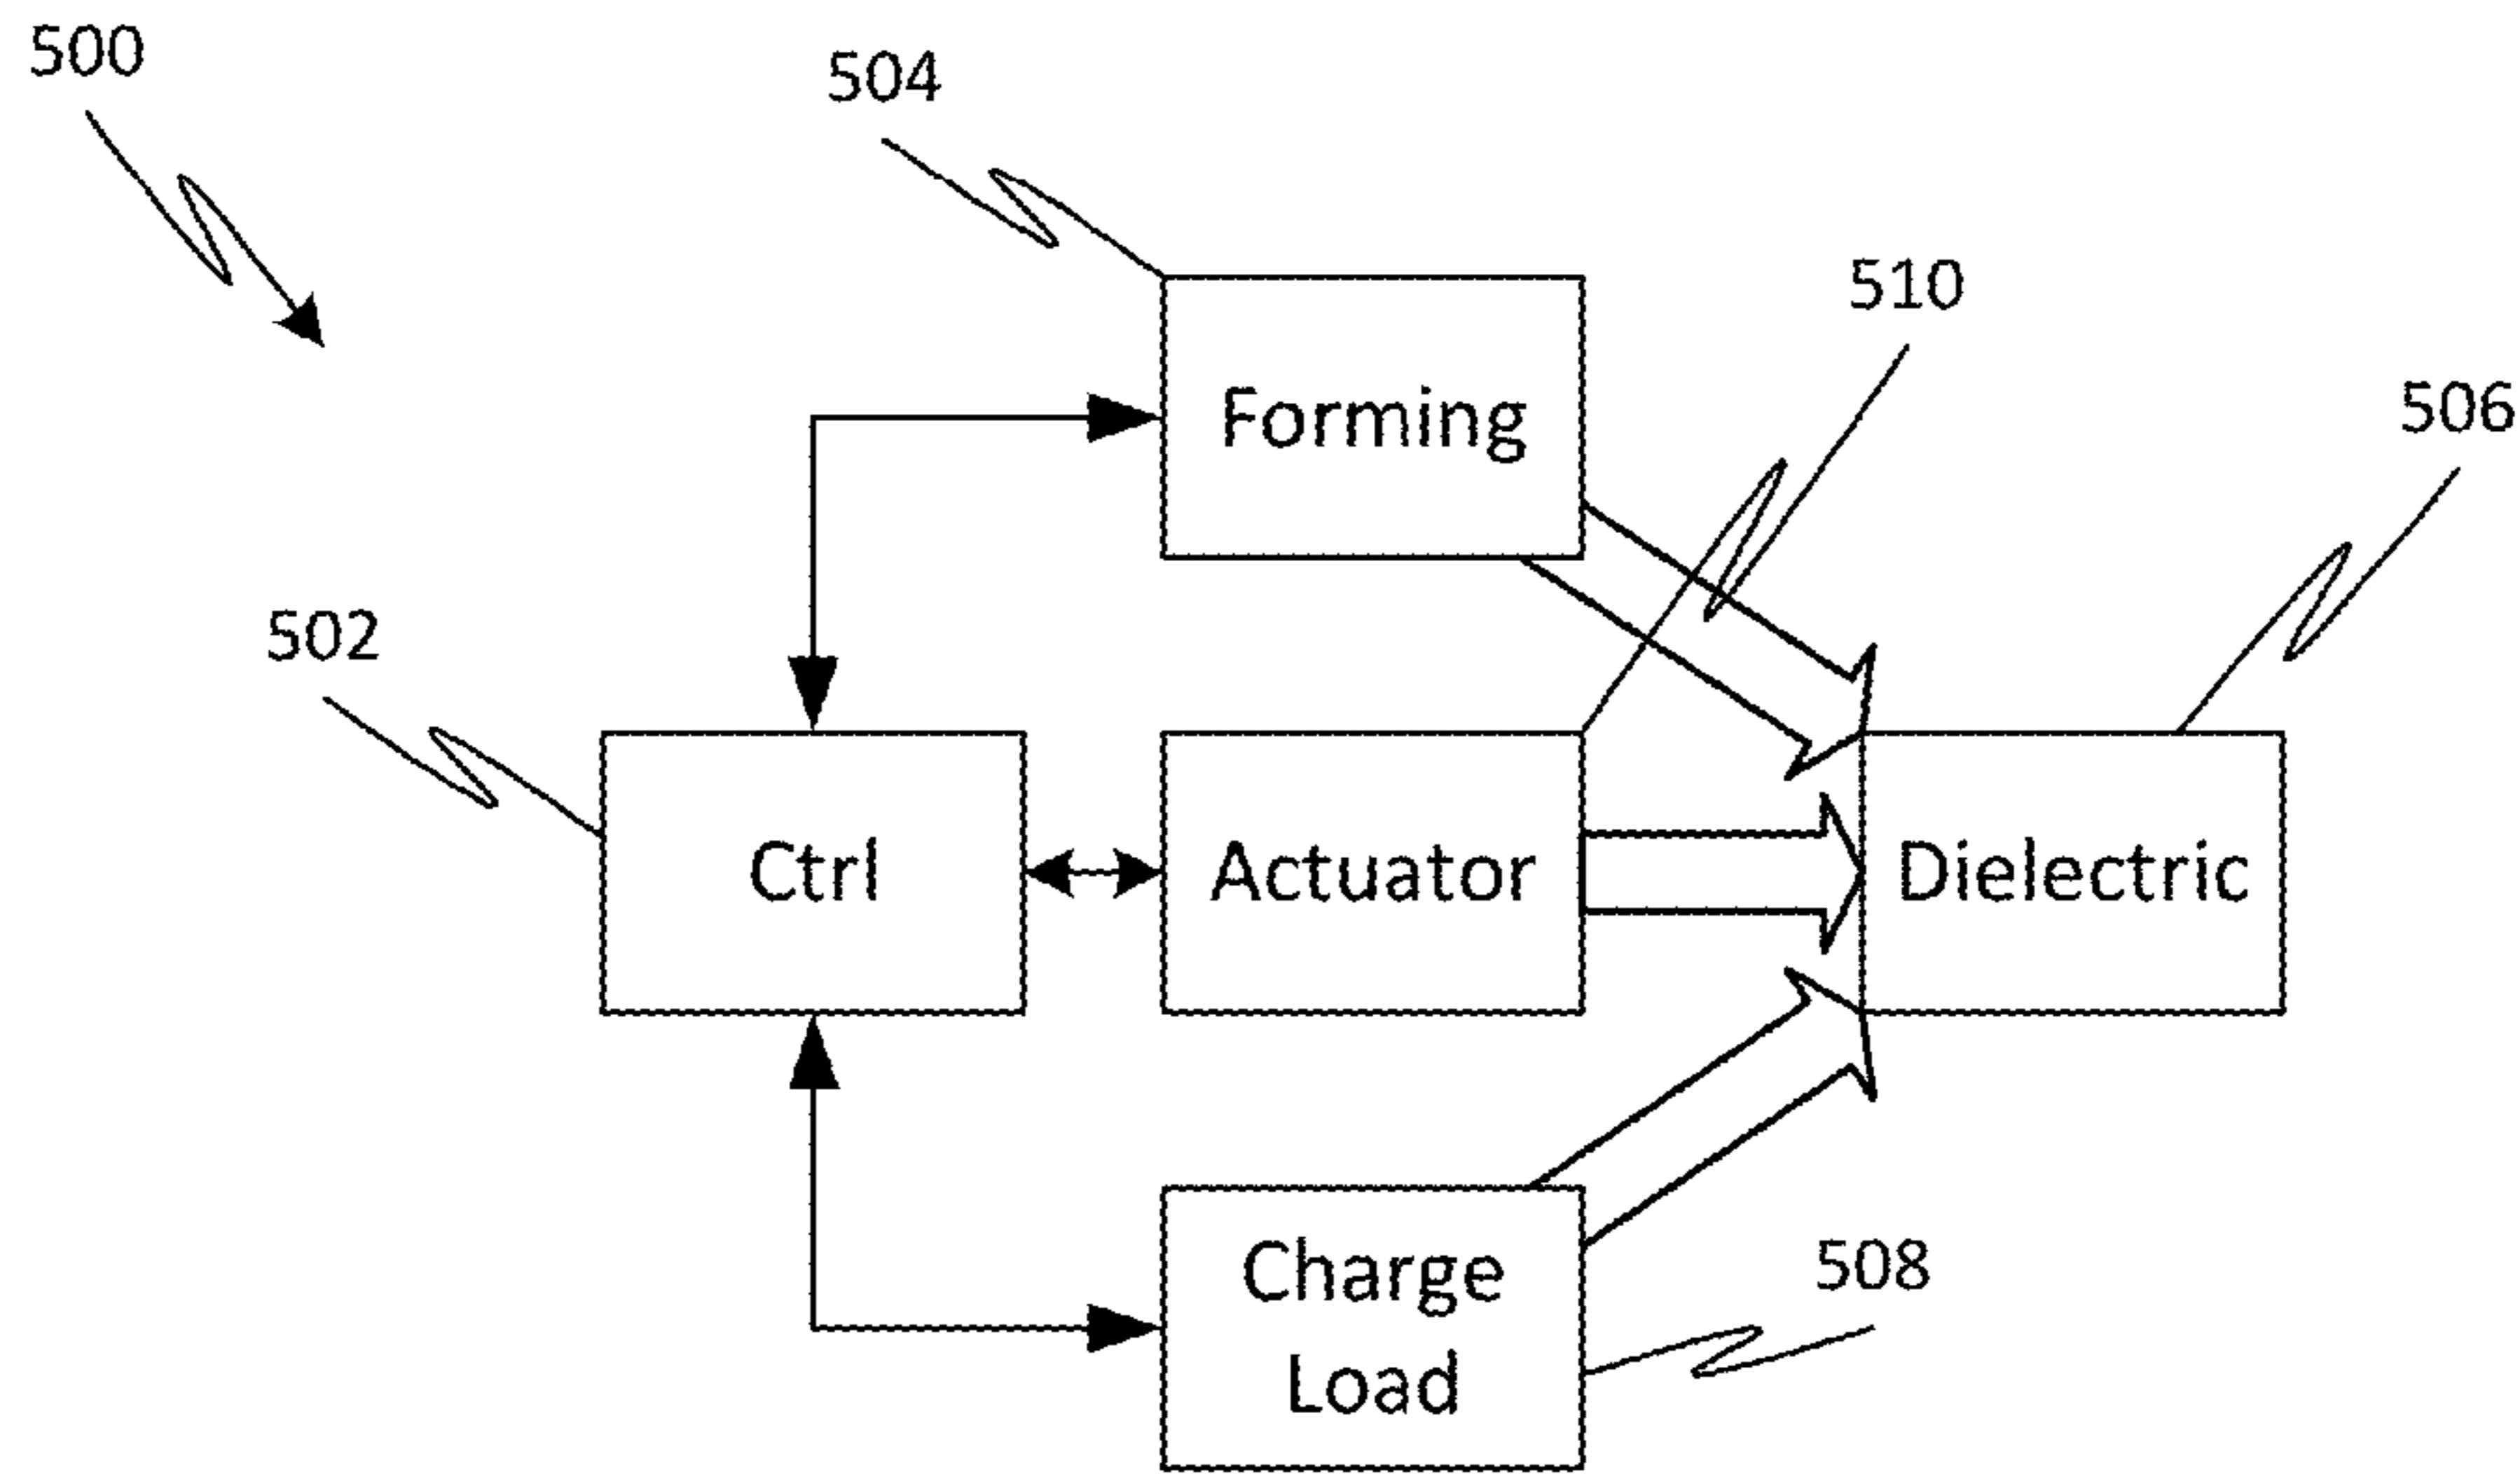 500
504
510
Forming
506
502
Ctrl
Actuator
Dielectric
Charge
Load
508